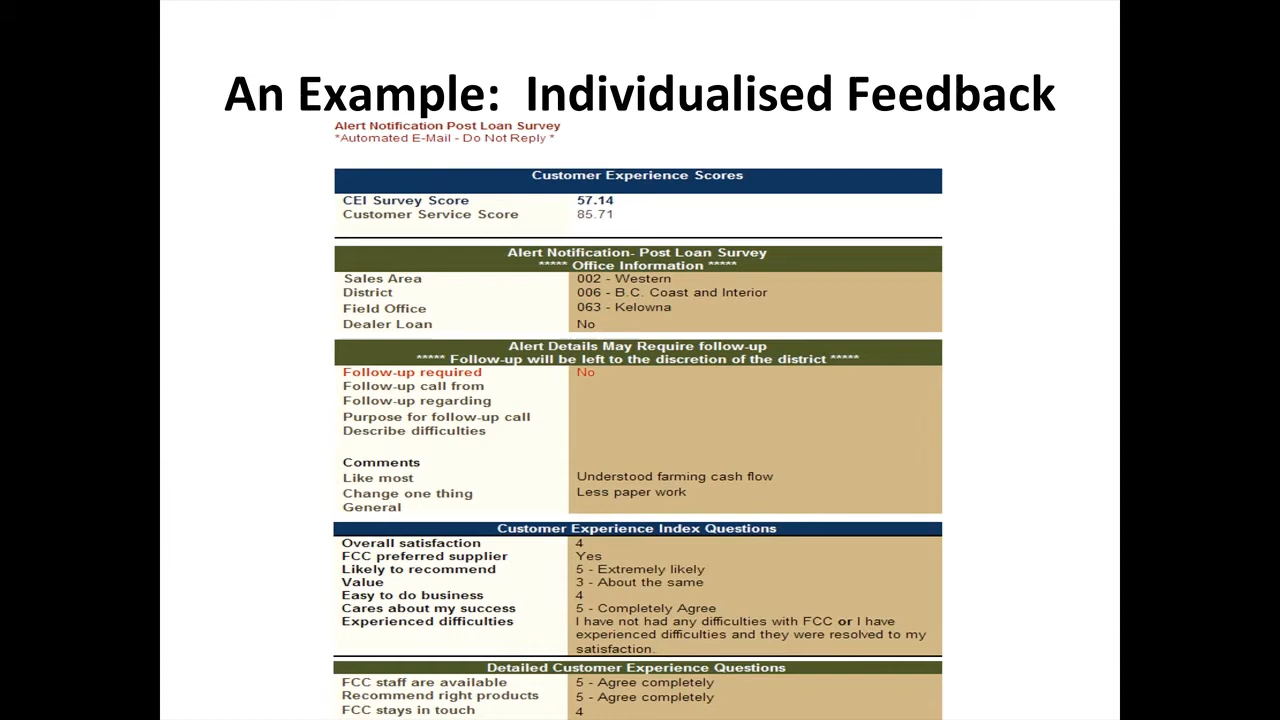 An Example:  Individualised Feedback
Alert Notification Post Loan Survey
*Automated E-Mail - Do Not Reply *
Customer Experience Scores
CEI Survey Score 57.14
Customer Service Score 85.71
Alert Notification- Post Loan Survey
***** Office Information *****
Sales Area 002 - Western
District 006 - B.C. Coast and Interior
Field Office 063 - Kelowna
Dealer Loan No
Alert Details May Require follow-up
***** Follow-up will be left to the discretion of the district *****
Follow-up required No
Follow-up call from
Follow-up regarding
Purpose for follow-up call
Describe difficulties
Comments
Like most Understood farming cash flow
Change one thing Less paper work
General
Customer Experience Index Questions
Overall satisfaction 4
FCC preferred supplier Yes
Likely to recommend 5 - Extremely likely
Value 3 - About the same
Easy to do business 4
Cares about my success 5 - Completely Agree
Experienced difficulties I have not had any difficulties with FCC or I have
experienced difficulties and they were resolved to my
satisfaction.
Detailed Customer Experience Questions
FCC staff are available 5 - Agree completely
Recommend right products 5 - Agree completely
FCC stays in touch 4